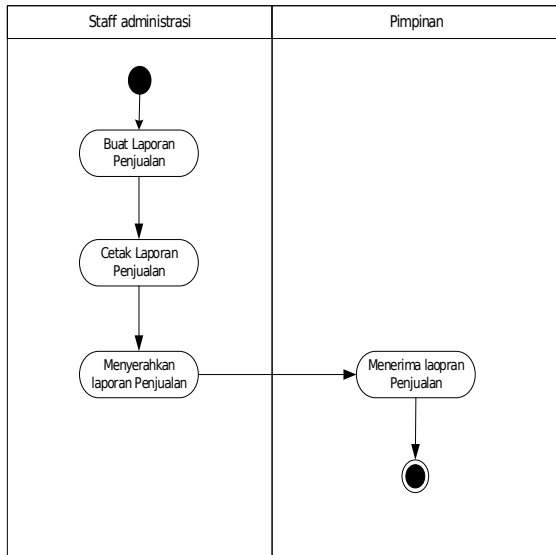 Staff administrasi
Pimpinan
Buat Laporan
Penjualan
Cetak Laporan
Penjualan
Menyerahkan
laporan Penjualan
Menerima laopran
Penjualan